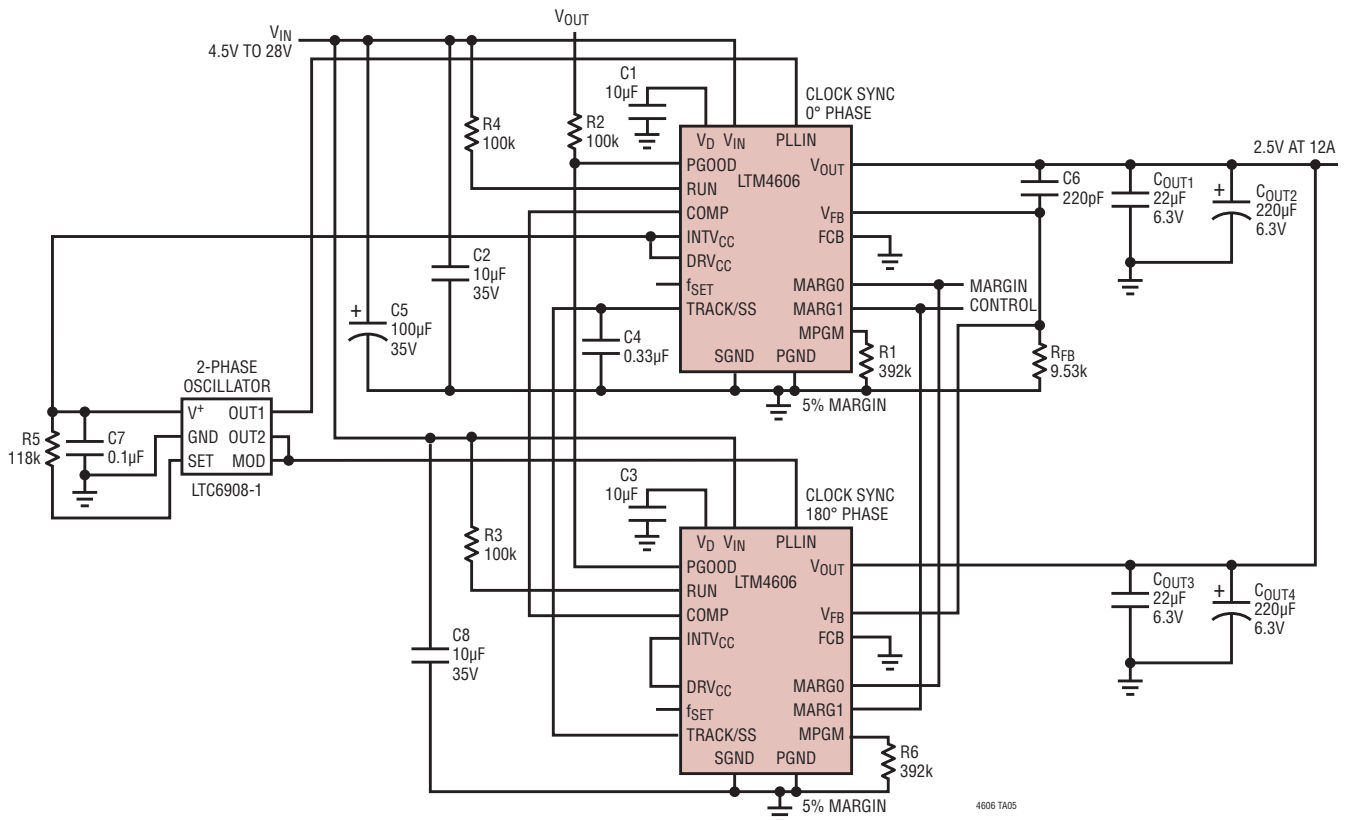 VOUT
VIN
4.5V TO 28V
C1
10µF
CLOCK SYNC
0° PHASE
R4
100k
R2
100k
VD VIN PLLIN
PGOOD
LTM4606
RUN
COMP
INTVCC
DRVCC
fSET
TRACK/SS
SGND PGND
VOUT
VFB
FCB
MARG0
MARG1
MPGM
2.5V AT 12A
C6
220pF
COUT1
22µF
6.3V
+
COUT2
220µF
6.3V
MARGIN
CONTROL
C2
10µF
35V
+
C5
100µF
35V
C4
0.33µF
R1
392k
RFB
9.53k
5% MARGIN
2-PHASE
OSCILLATOR
V+ OUT1
GND OUT2
SET MOD
LTC6908-1
R5
118k
C7
0.1µF
C3
10µF
CLOCK SYNC
180° PHASE
R3
100k
VD VIN PLLIN
PGOOD
LTM4606
RUN
COMP
INTVCC
DRVCC
fSET
TRACK/SS
SGND PGND
VOUT
VFB
FCB
MARG0
MARG1
MPGM
COUT3
22µF
6.3V
+
COUT4
220µF
6.3V
C8
10µF
35V
R6
392k
5% MARGIN
4606 TA05